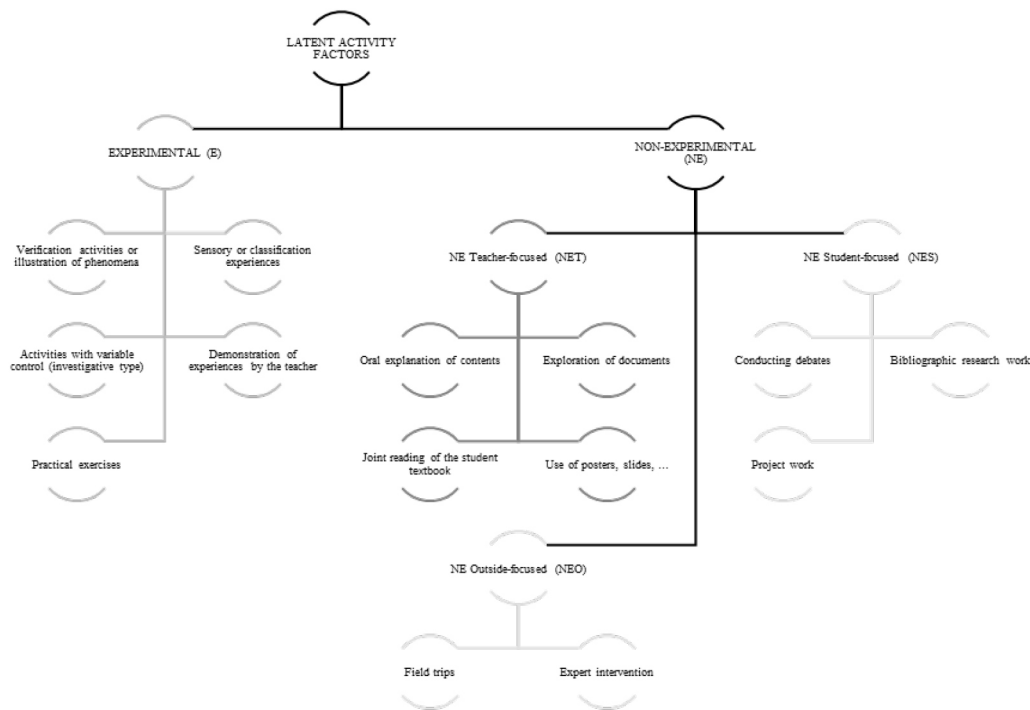 LATENT ACTIVITY
FACTORS
EXPERIMENTAL (E)
NON-EXPERIMENTAL
(NE)
Verification activities or
illustration of phenomena
Sensory or classification
experiences
NE Teacher-focused (NET)
NE Student-focused (NES)
Activities with variable
control (investigative type)
Demonstration of
experiences by the teacher
Oral explanation of contents
Exploration of documents
Conducting debates
Bibliographic research work
Practical exercises
Joint reading of the student
textbook
Use of posters, slides, ...
Project work
NE Outside-focused (NEO)
Field trips
Expert intervention